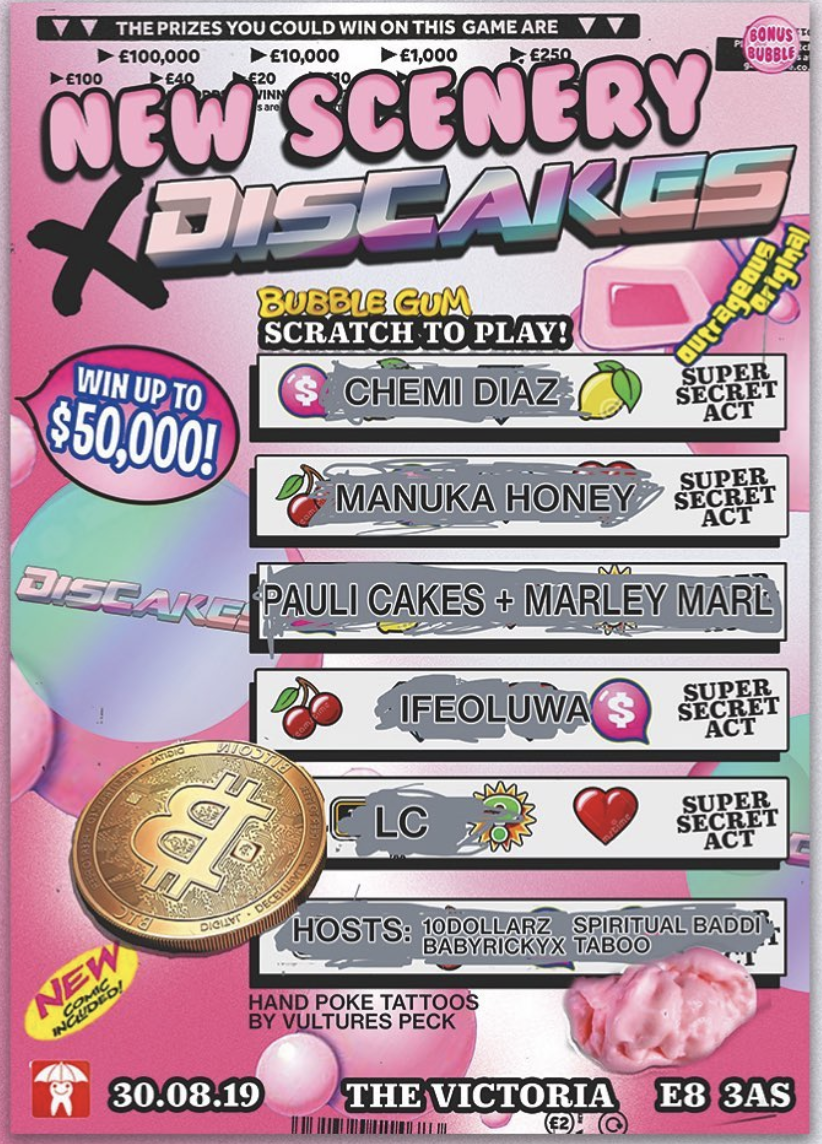 THE PRIZES YOU COULD WIN ON THIS GAME ARE
£100,000 £10,000 £1,000 £250
£100 £40 £20 £10
BONUS
BUBBLE
NEW SCENERY
X DISCAKES
Outrageous
Original
BUBBLE GUM
SCRATCH TO PLAY!
WIN UP TO
$50,000!
CHEMI DIAZ
SUPER
SECRET
ACT
MANUKA HONEY
SUPER
SECRET
ACT
DISCAKES
PAULI CAKES + MARLEY MARL
IFEOLUWA
SUPER
SECRET
ACT
LC
SUPER
SECRET
ACT
BITCOIN
HOSTS: 10DOLLARZ SPIRITUAL BADDI
BABYRICKYX TABOO
NEW
COMIC
INCLUDED!
HAND POKE TATTOOS
BY VULTURES PECK
30.08.19 THE VICTORIA E8 3AS
£2